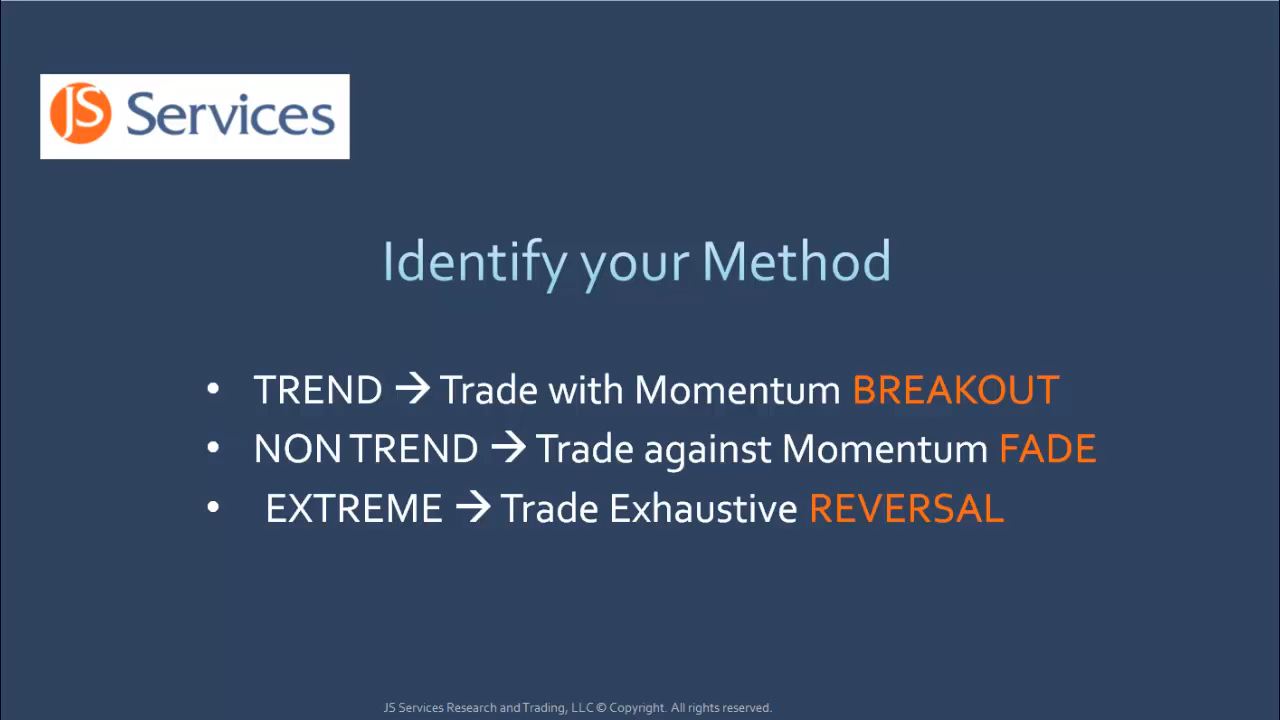 JS Services
Identify your Method
• TREND → Trade with Momentum BREAKOUT
• NON TREND → Trade against Momentum FADE
• EXTREME → Trade Exhaustive REVERSAL
JS Services Research and Trading, LLC © Copyright. All rights reserved.